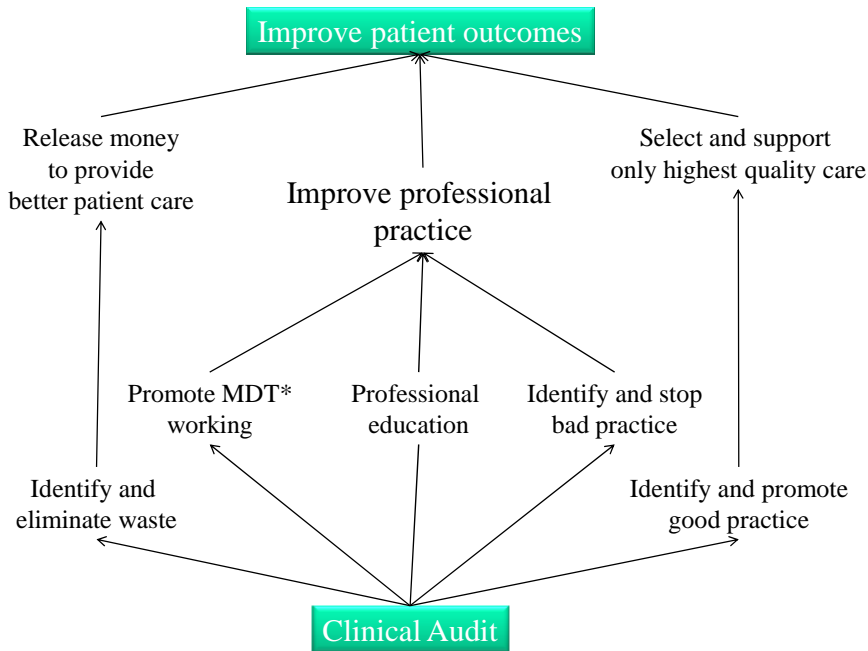 Improve patient outcomes
Release money
to provide
better patient care
Select and support
only highest quality care
Improve professional
practice
Promote MDT*
working
Professional
education
Identify and stop
bad practice
Identify and
eliminate waste
Identify and promote
good practice
Clinical Audit